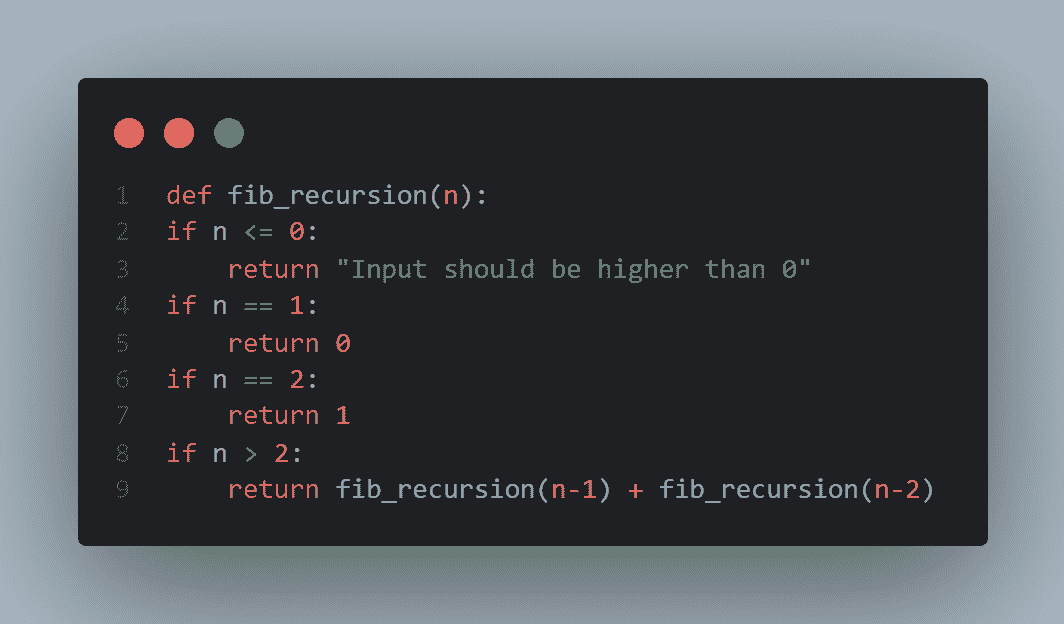 1 def fib_recursion(n):
2 if n <= 0:
3     return "Input should be higher than 0"
4 if n == 1:
5     return 0
6 if n == 2:
7     return 1
8 if n > 2:
9     return fib_recursion(n-1) + fib_recursion(n-2)